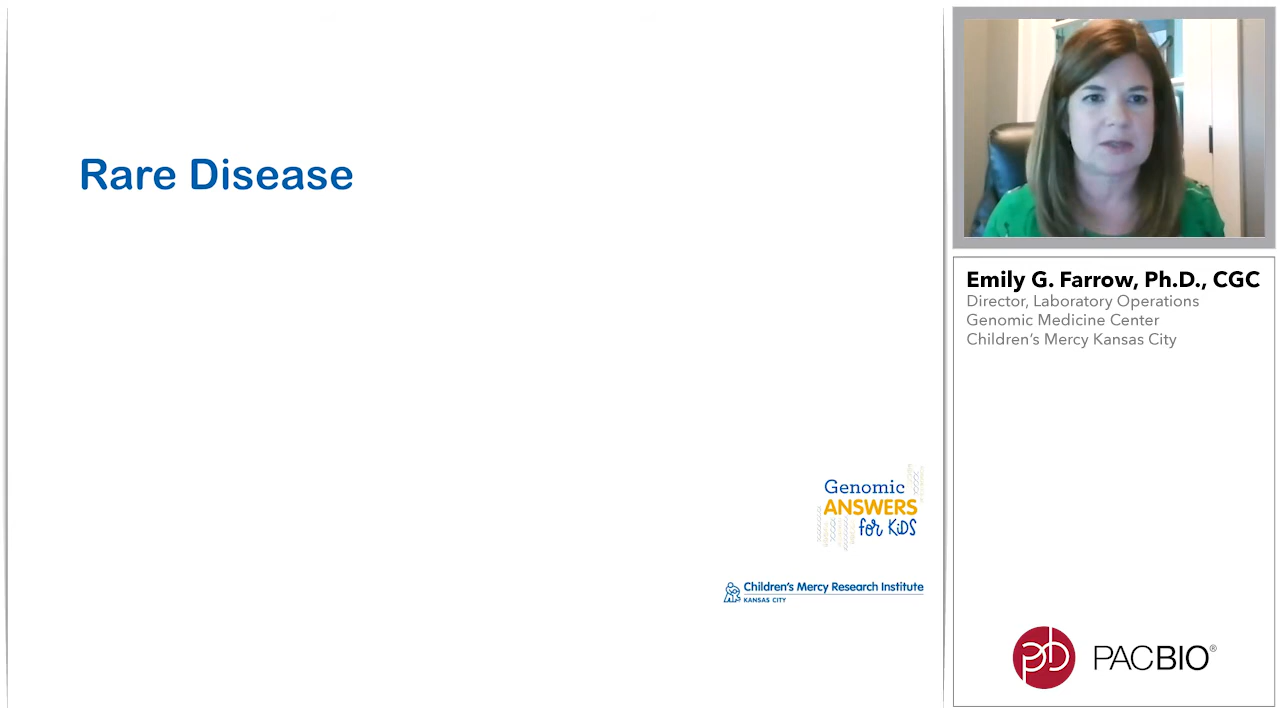 Rare Disease
Genomic
ANSWERS
for KiDS
Children's Mercy Research Institute
KANSAS CITY
Emily G. Farrow, Ph.D., CGC
Director, Laboratory Operations
Genomic Medicine Center
Children's Mercy Kansas City
pb PACBIO®